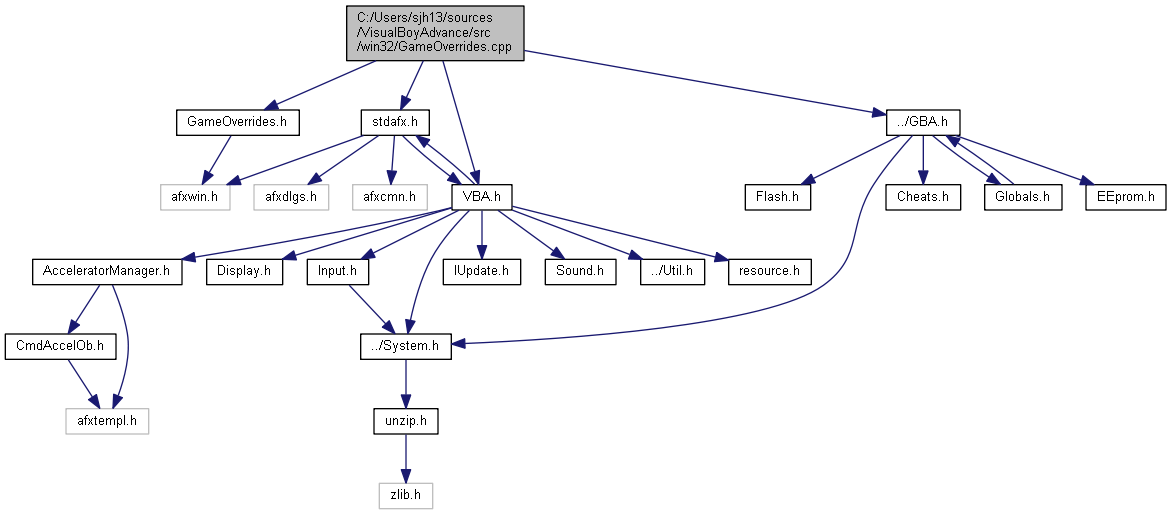 C:/Users/sjh13/sources
/VisualBoyAdvance/src
/win32/GameOverrides.cpp
GameOverrides.h
stdafx.h
../GBA.h
afxwin.h
afxdlgs.h
afxcmn.h
VBA.h
Flash.h
Cheats.h
Globals.h
EEprom.h
AcceleratorManager.h
Display.h
Input.h
IUpdate.h
Sound.h
../Util.h
resource.h
CmdAccelOb.h
../System.h
afxtempl.h
unzip.h
zlib.h